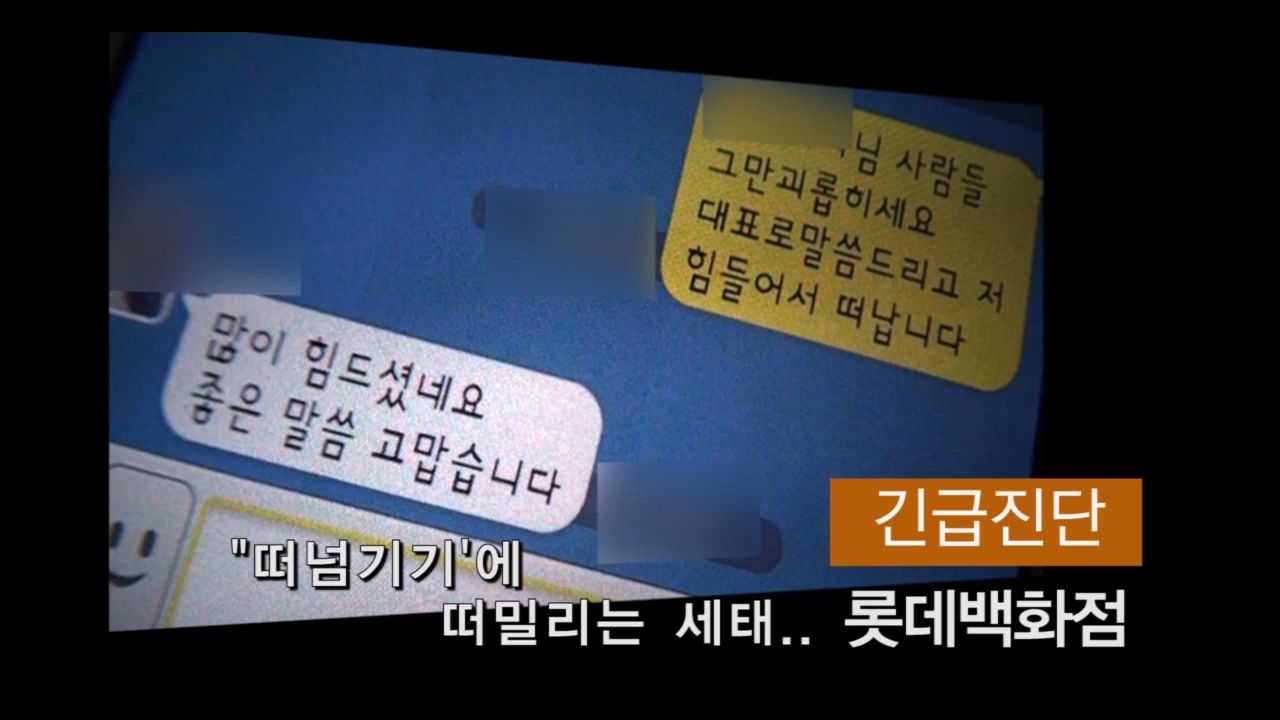 님 사람들
그만괴롭히세요
대표로말씀드리고 저
힘들어서 떠납니다
많이 힘드셨네요
좋은 말씀 고맙습니다
긴급진단
"떠넘기기'에
떠밀리는 세태.. 롯데백화점